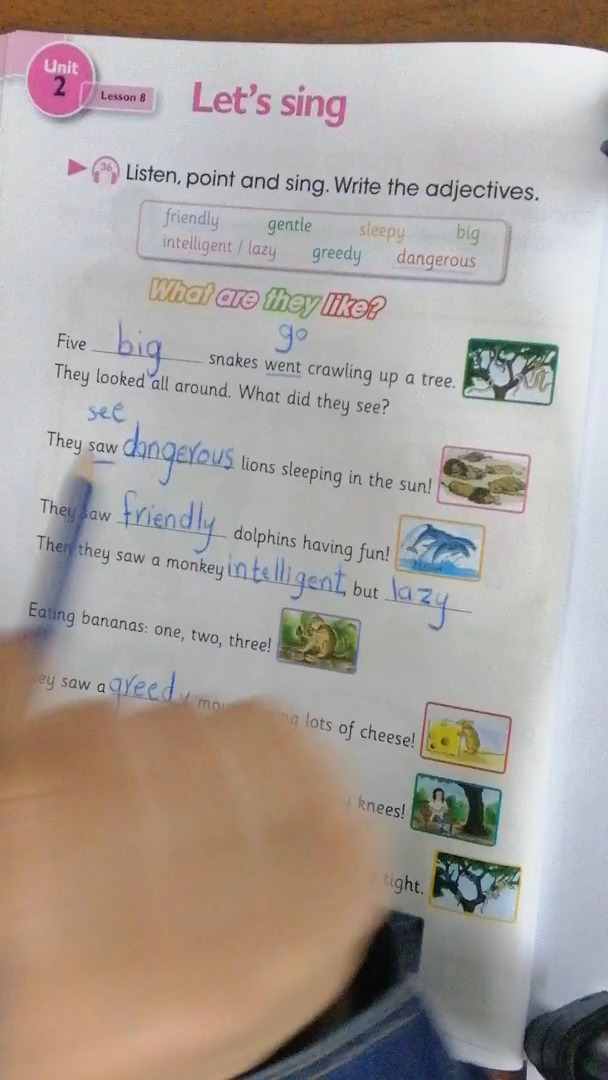 Unit
2
Lesson 8
Let's sing
36
Listen, point and sing. Write the adjectives.
friendly gentle sleepy big
intelligent / lazy greedy dangerous
What are they like?
go
Five big snakes went crawling up a tree.
They looked all around. What did they see?
see
They saw dangerous lions sleeping in the sun!
They saw friendly dolphins having fun!
Then they saw a monkey intelligent, but lazy
Eating bananas: one, two, three!
ey saw a greedy lots of cheese!
knees!
tight.